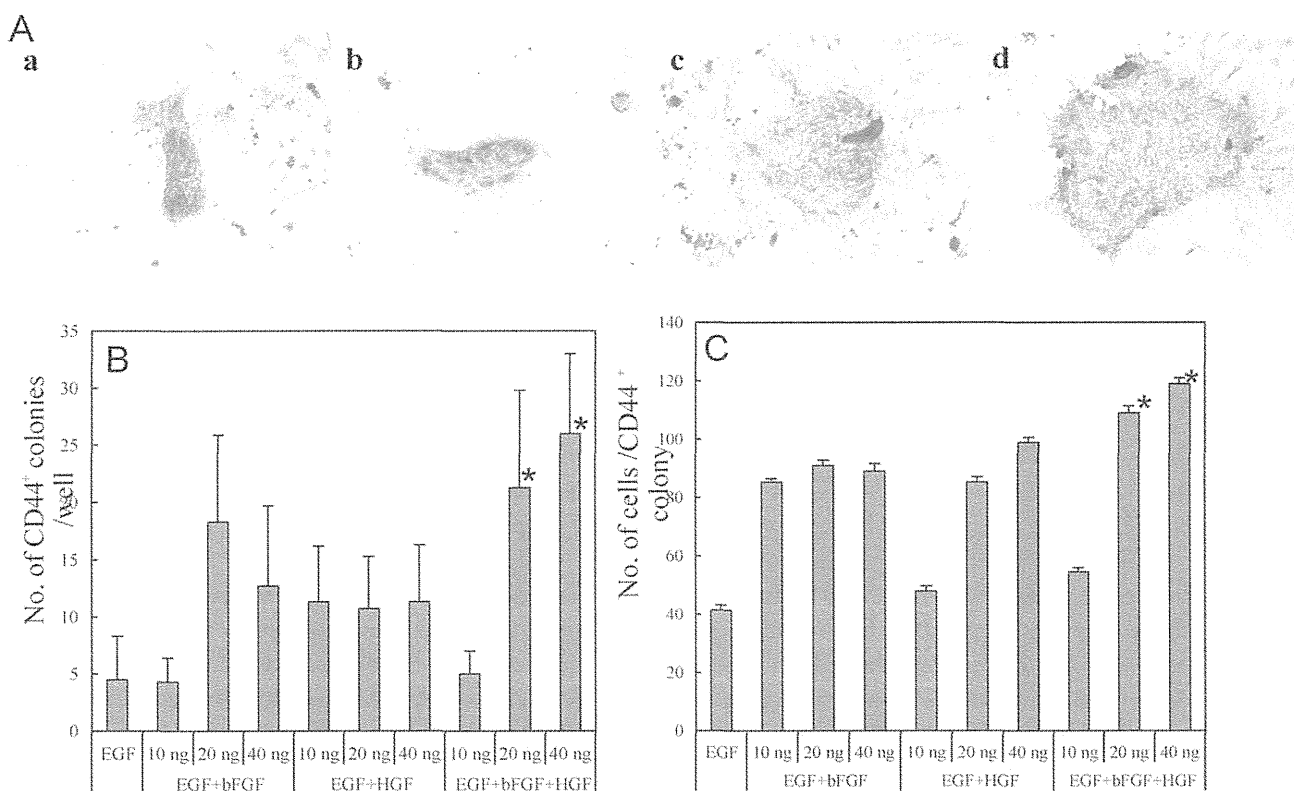 A
a
b
c
d
B
No. of CD44+ colonies
/well
35
30
25
20
15
10
5
0
*
*
EGF
10 ng
20 ng
40 ng
10 ng
20 ng
40 ng
10 ng
20 ng
40 ng
EGF+bFGF
EGF+HGF
EGF+bFGF+HGF
C
No. of cells /CD44+
colony
140
120
100
80
60
40
20
0
*
*
EGF
10 ng
20 ng
40 ng
10 ng
20 ng
40 ng
10 ng
20 ng
40 ng
EGF+bFGF
EGF+HGF
EGF+bFGF+HGF